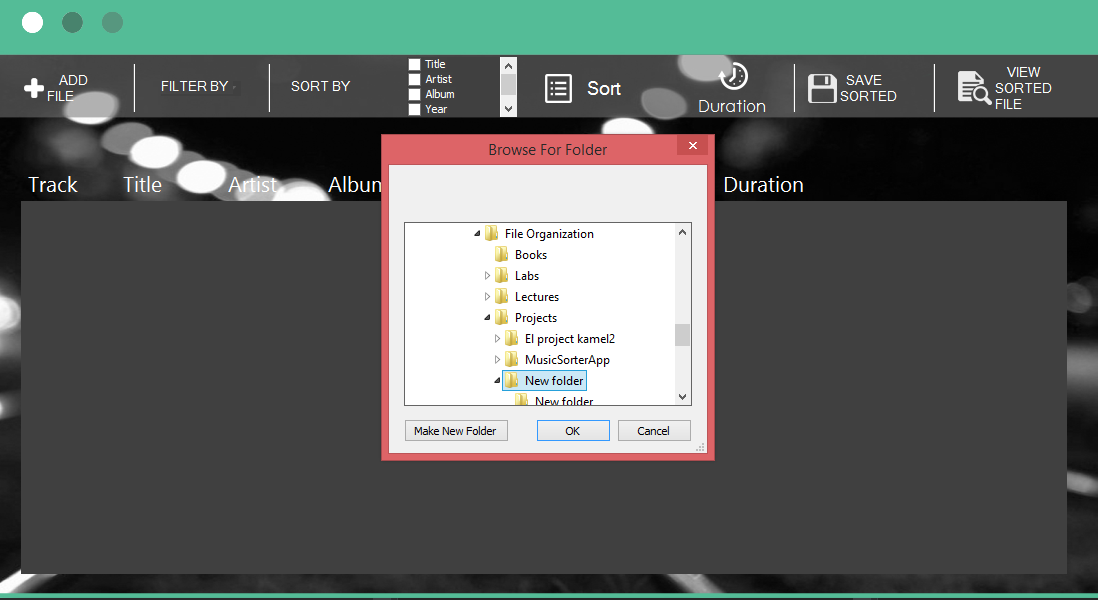 ADD
FILE
FILTER BY
SORT BY
Title
Artist
Album
Year
Sort
Duration
SAVE
SORTED
VIEW
SORTED
FILE
Browse For Folder
Track Title Artist Album Duration
File Organization
Books
Labs
Lectures
Projects
El project kamel2
MusicSorterApp
New folder
New folder
Make New Folder OK Cancel